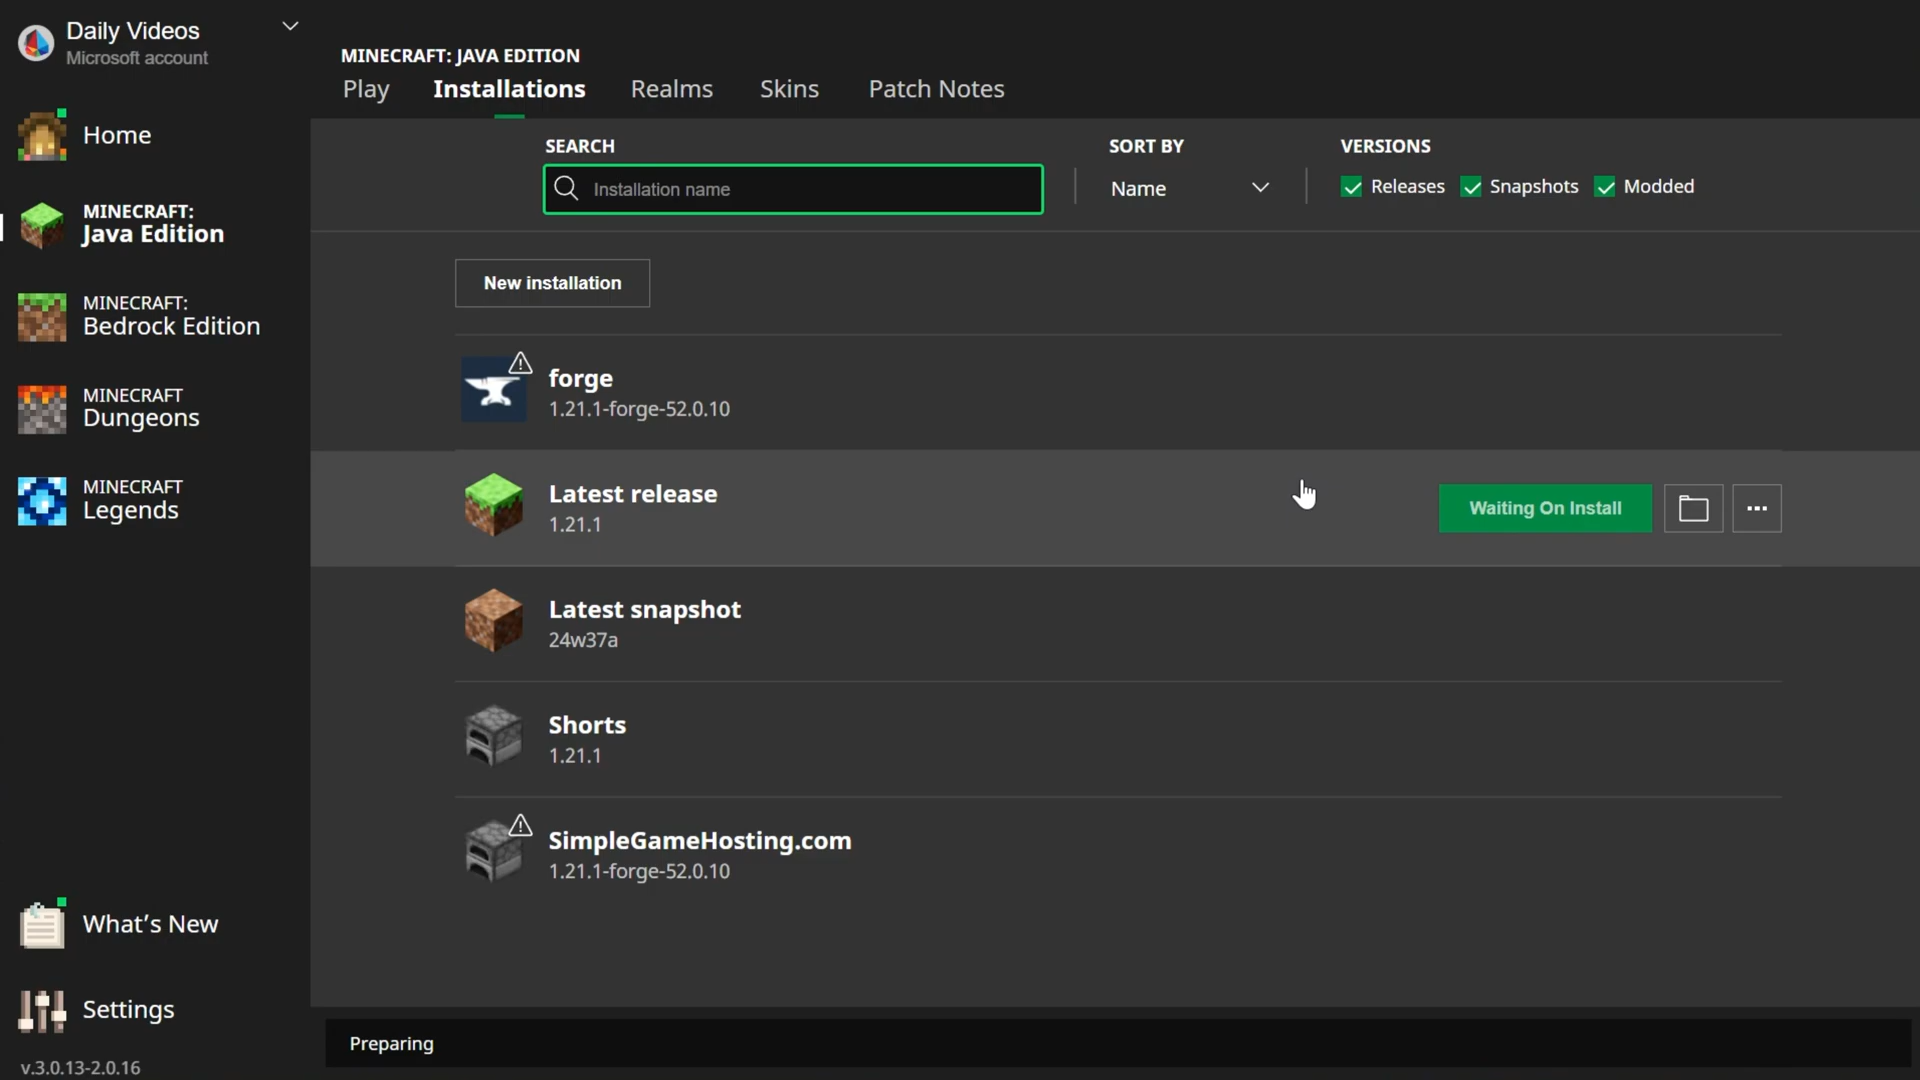 Daily Videos
Microsoft account
Home
MINECRAFT:
Java Edition
MINECRAFT:
Bedrock Edition
MINECRAFT
Dungeons
MINECRAFT
Legends
What's New
Settings
v.3.0.13-2.0.16
MINECRAFT: JAVA EDITION
Play Installations Realms Skins Patch Notes
SEARCH SORT BY VERSIONS
Installation name Name Releases Snapshots Modded
New installation
forge
1.21.1-forge-52.0.10
Latest release
1.21.1
Waiting On Install
Latest snapshot
24w37a
Shorts
1.21.1
SimpleGameHosting.com
1.21.1-forge-52.0.10
Preparing